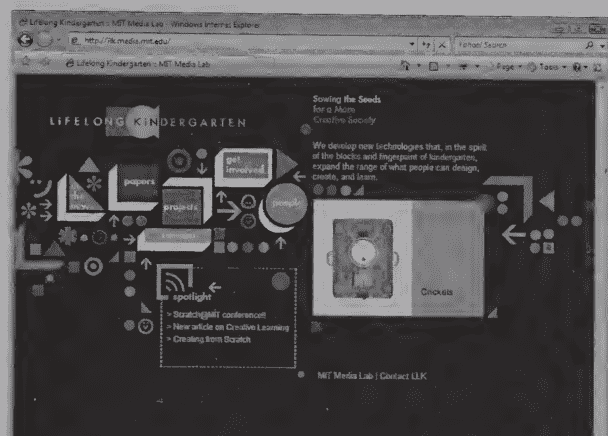 Lifelong Kindergarten :: MIT Media Lab - Windows Internet Explorer
http://llk.media.mit.edu/
Yahoo! Search
Lifelong Kindergarten :: MIT Media Lab
Page
Tools
LIFELONG KINDERGARTEN
Sowing the Seeds
for a More
Creative Society
We develop new technologies that, in the spirit
of the blocks and fingerpaint of kindergarten,
expand the range of what people can design,
create, and learn.
get
involved
papers
projects
people
Crickets
spotlight
> Scratch@MIT conference!!
> New article on Creative Learning
> Creating from Scratch
MIT Media Lab | Contact LLK